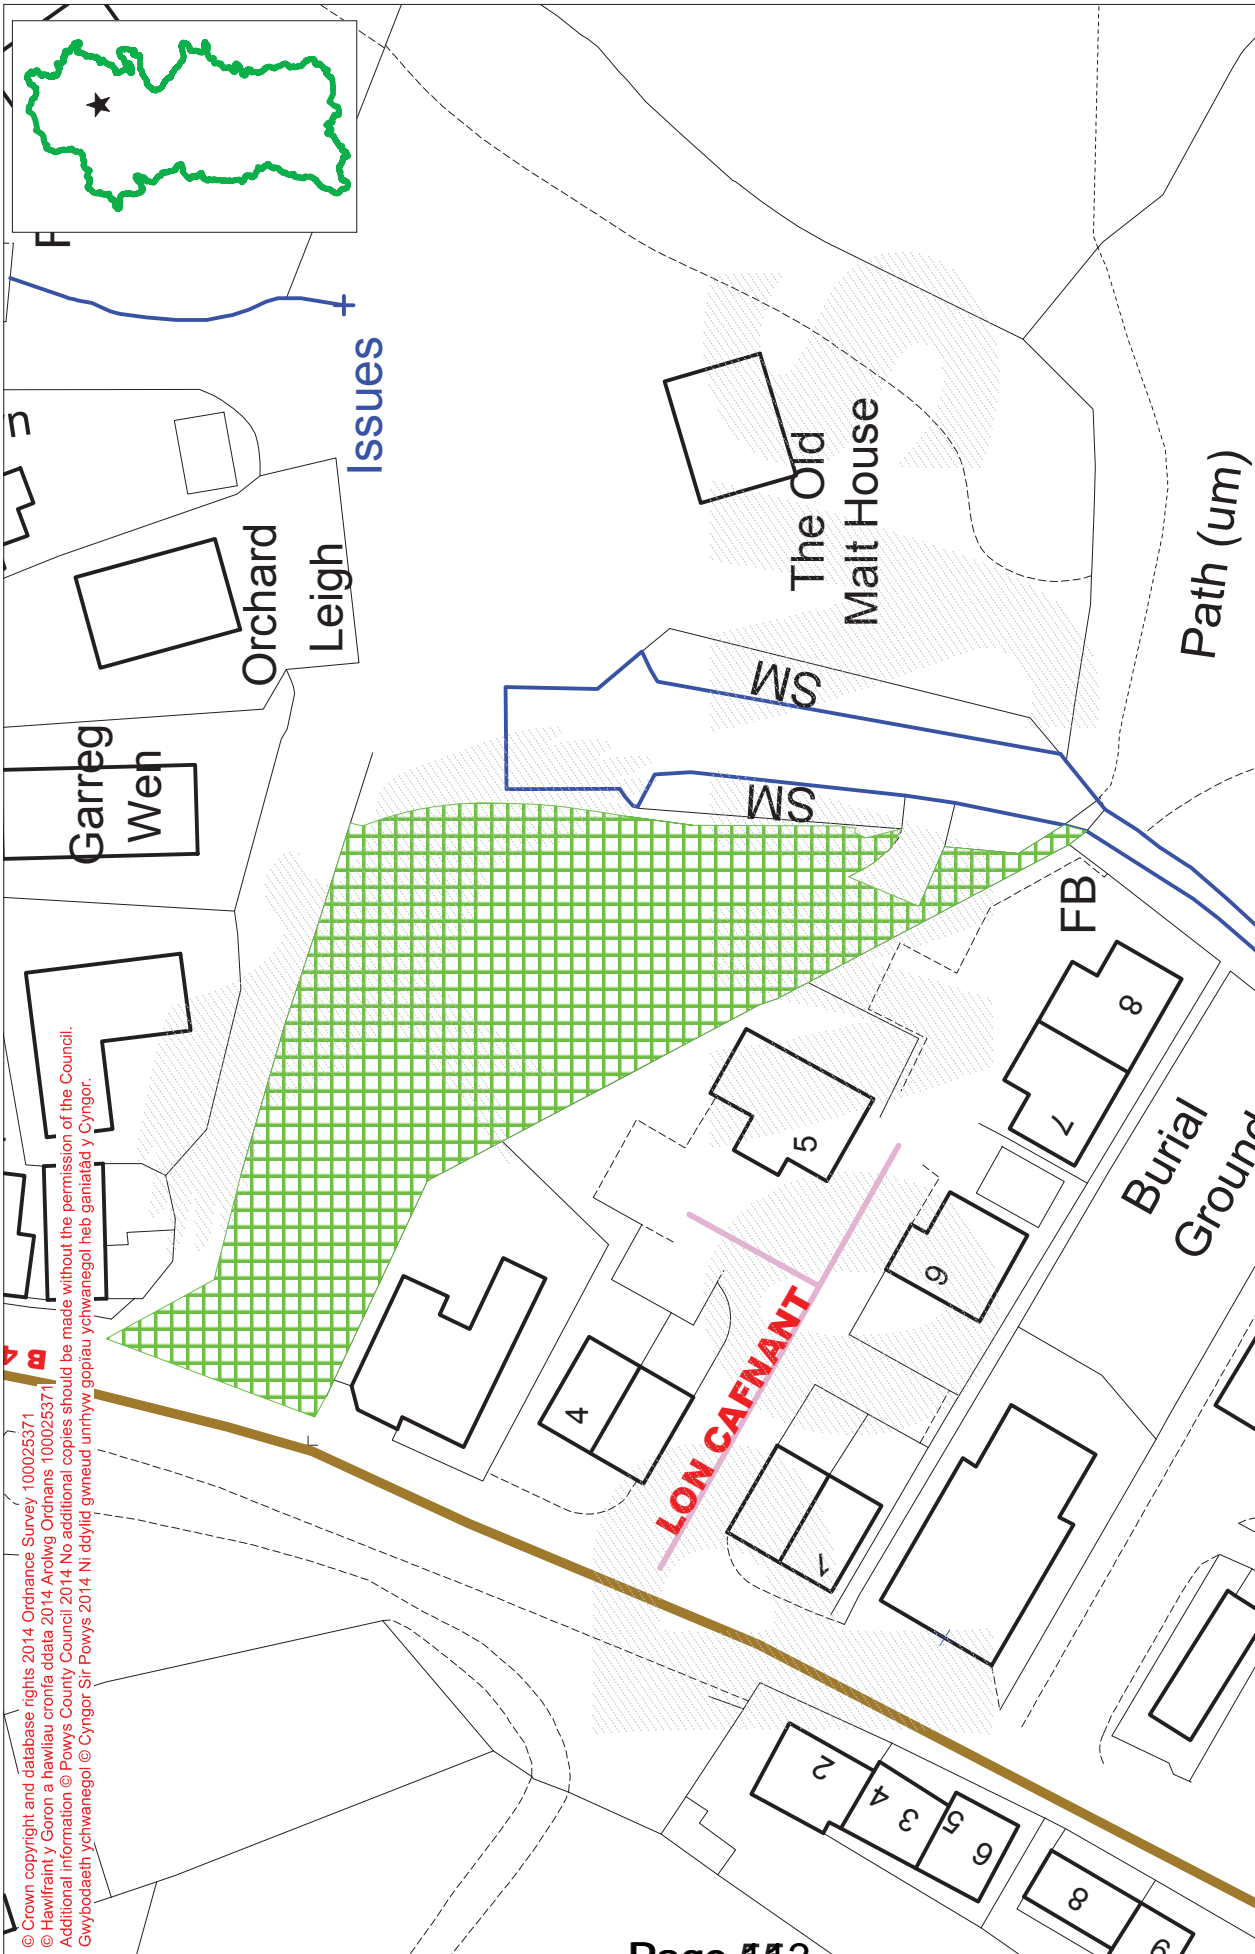 © Crown copyright and database rights 2014 Ordnance Survey 100025371
© Hawlfraint y Goron a hawliau cronfa ddata 2014 Arolwg Ordnans 100025371
Additional information © Powys County Council 2014 No additional copies should be made without the permission of the Council.
Gwybodaeth ychwanegol © Cyngor Sir Powys 2014 Ni ddylid gwneud unrhyw gopïau ychwanegol heb ganiatâd y Cyngor.
Issues
Orchard
Leigh
Garreg
Wen
The Old
Malt House
Path (um)
SM
SM
FB
Burial
Ground
B 4
LON CAFNANT
4
5
6
7
8
1
2
4
3
5
6
8
9
Page